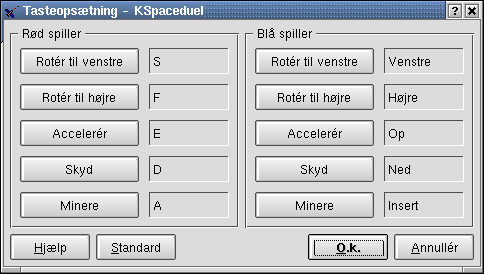 Tasteopsætning - KSpaceduel
Rød spiller
Rotér til venstre S
Rotér til højre F
Accelerér E
Skyd D
Minere A
Blå spiller
Rotér til venstre Venstre
Rotér til højre Højre
Accelerér Op
Skyd Ned
Minere Insert
Hjælp Standard O.k. Annullér